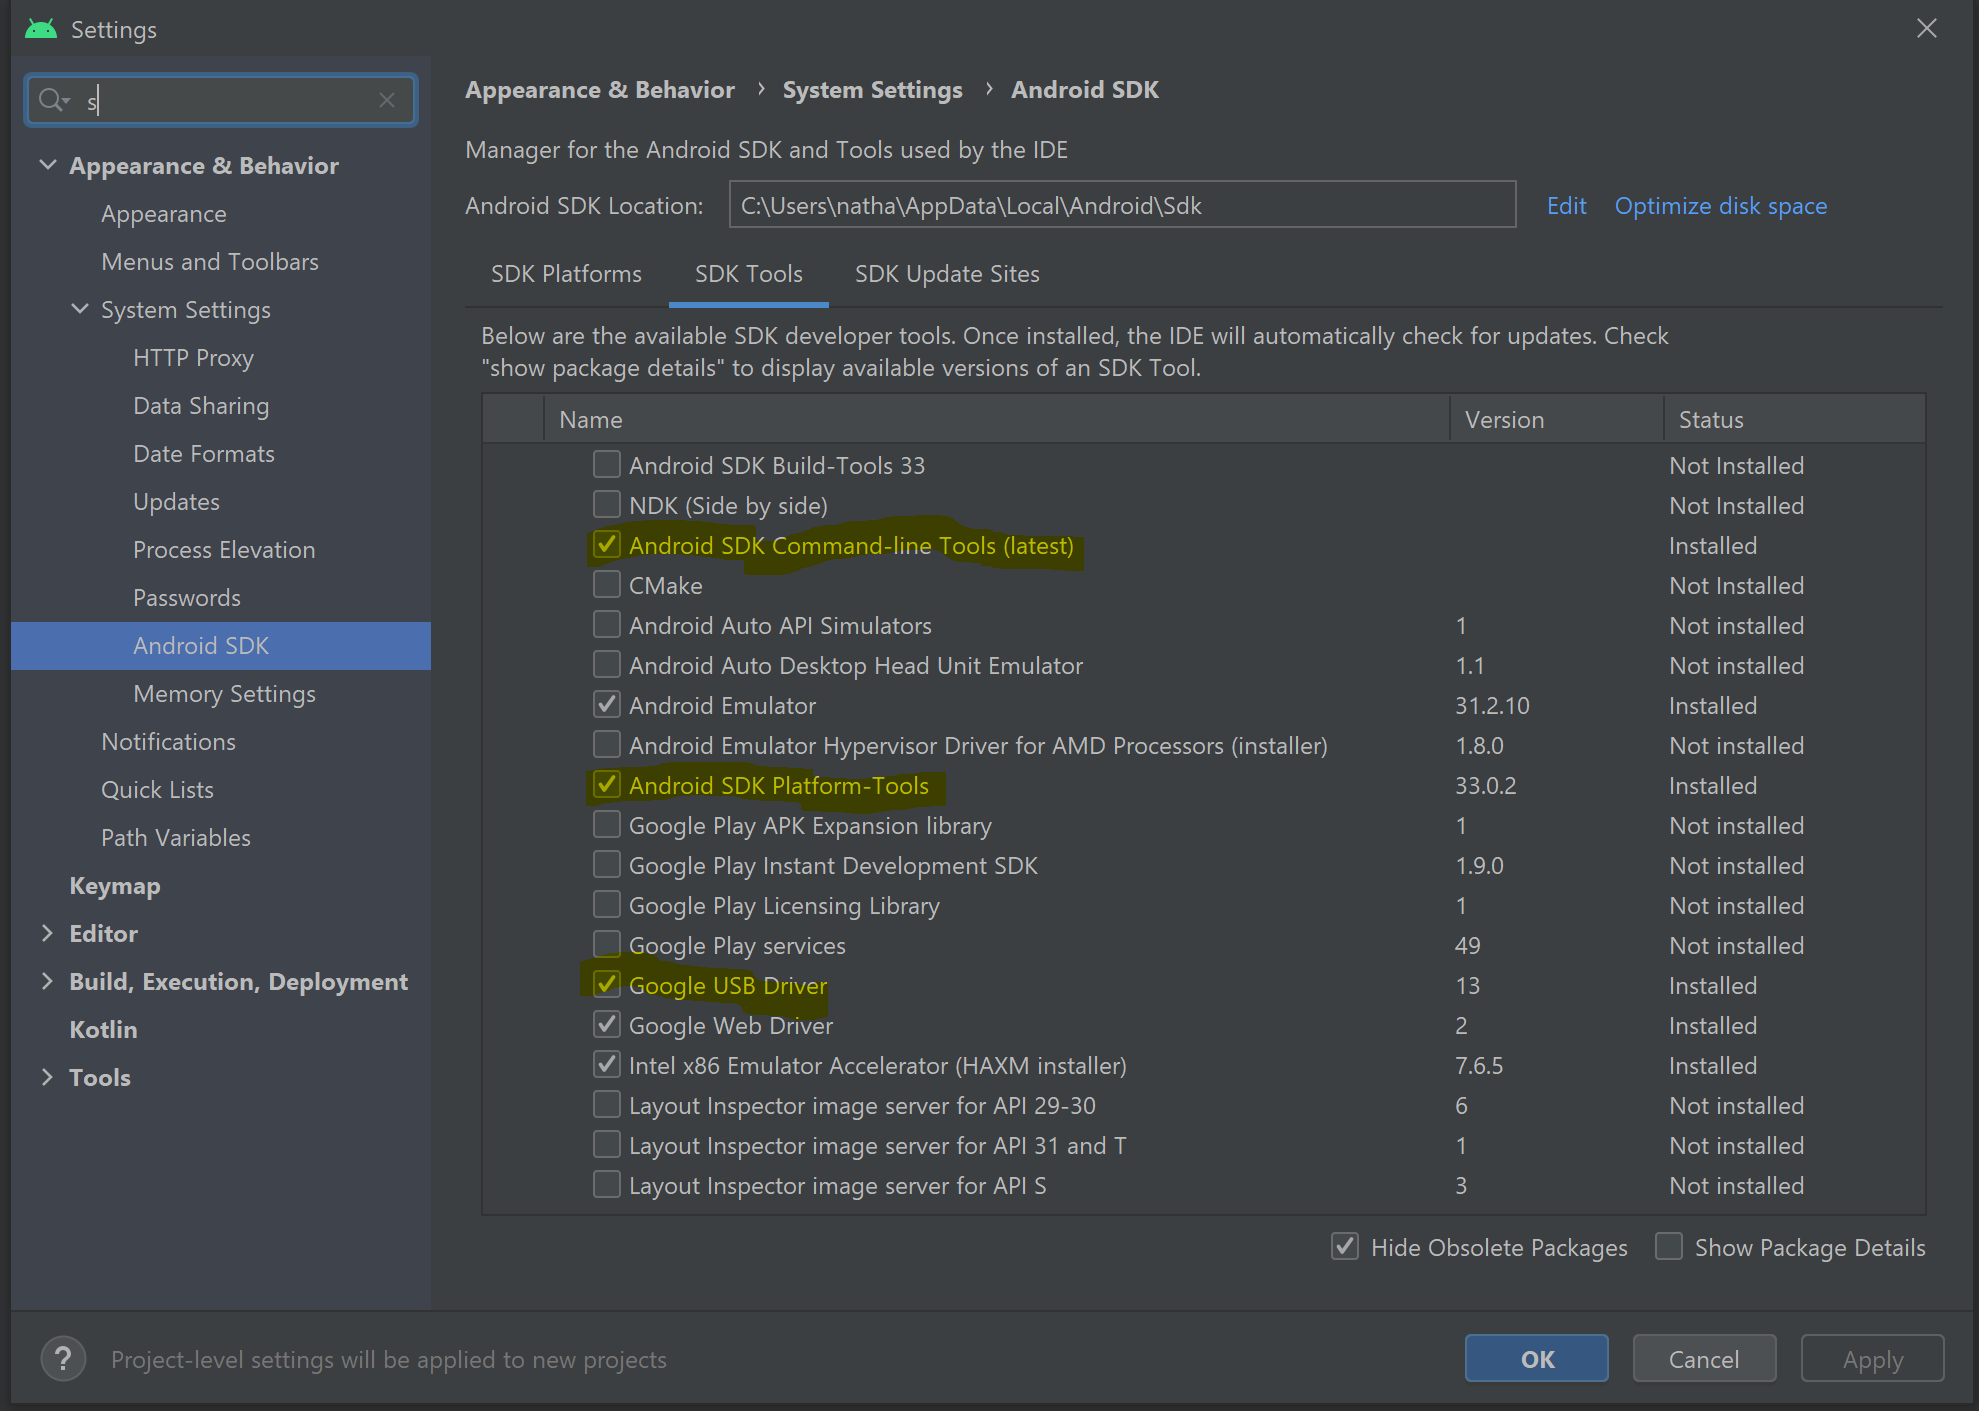 Settings
s
Appearance & Behavior
Appearance
Menus and Toolbars
System Settings
HTTP Proxy
Data Sharing
Date Formats
Updates
Process Elevation
Passwords
Android SDK
Memory Settings
Notifications
Quick Lists
Path Variables
Keymap
Editor
Build, Execution, Deployment
Kotlin
Tools
Appearance & Behavior › System Settings › Android SDK
Manager for the Android SDK and Tools used by the IDE
Android SDK Location: C:\Users\natha\AppData\Local\Android\Sdk Edit Optimize disk space
SDK Platforms SDK Tools SDK Update Sites
Below are the available SDK developer tools. Once installed, the IDE will automatically check for updates. Check
"show package details" to display available versions of an SDK Tool.
Name Version Status
Android SDK Build-Tools 33 Not Installed
NDK (Side by side) Not Installed
Android SDK Command-line Tools (latest) Installed
CMake Not Installed
Android Auto API Simulators 1 Not installed
Android Auto Desktop Head Unit Emulator 1.1 Not installed
Android Emulator 31.2.10 Installed
Android Emulator Hypervisor Driver for AMD Processors (installer) 1.8.0 Not installed
Android SDK Platform-Tools 33.0.2 Installed
Google Play APK Expansion library 1 Not installed
Google Play Instant Development SDK 1.9.0 Not installed
Google Play Licensing Library 1 Not installed
Google Play services 49 Not installed
Google USB Driver 13 Installed
Google Web Driver 2 Installed
Intel x86 Emulator Accelerator (HAXM installer) 7.6.5 Installed
Layout Inspector image server for API 29-30 6 Not installed
Layout Inspector image server for API 31 and T 1 Not installed
Layout Inspector image server for API S 3 Not installed
Hide Obsolete Packages Show Package Details
? Project-level settings will be applied to new projects
OK Cancel Apply